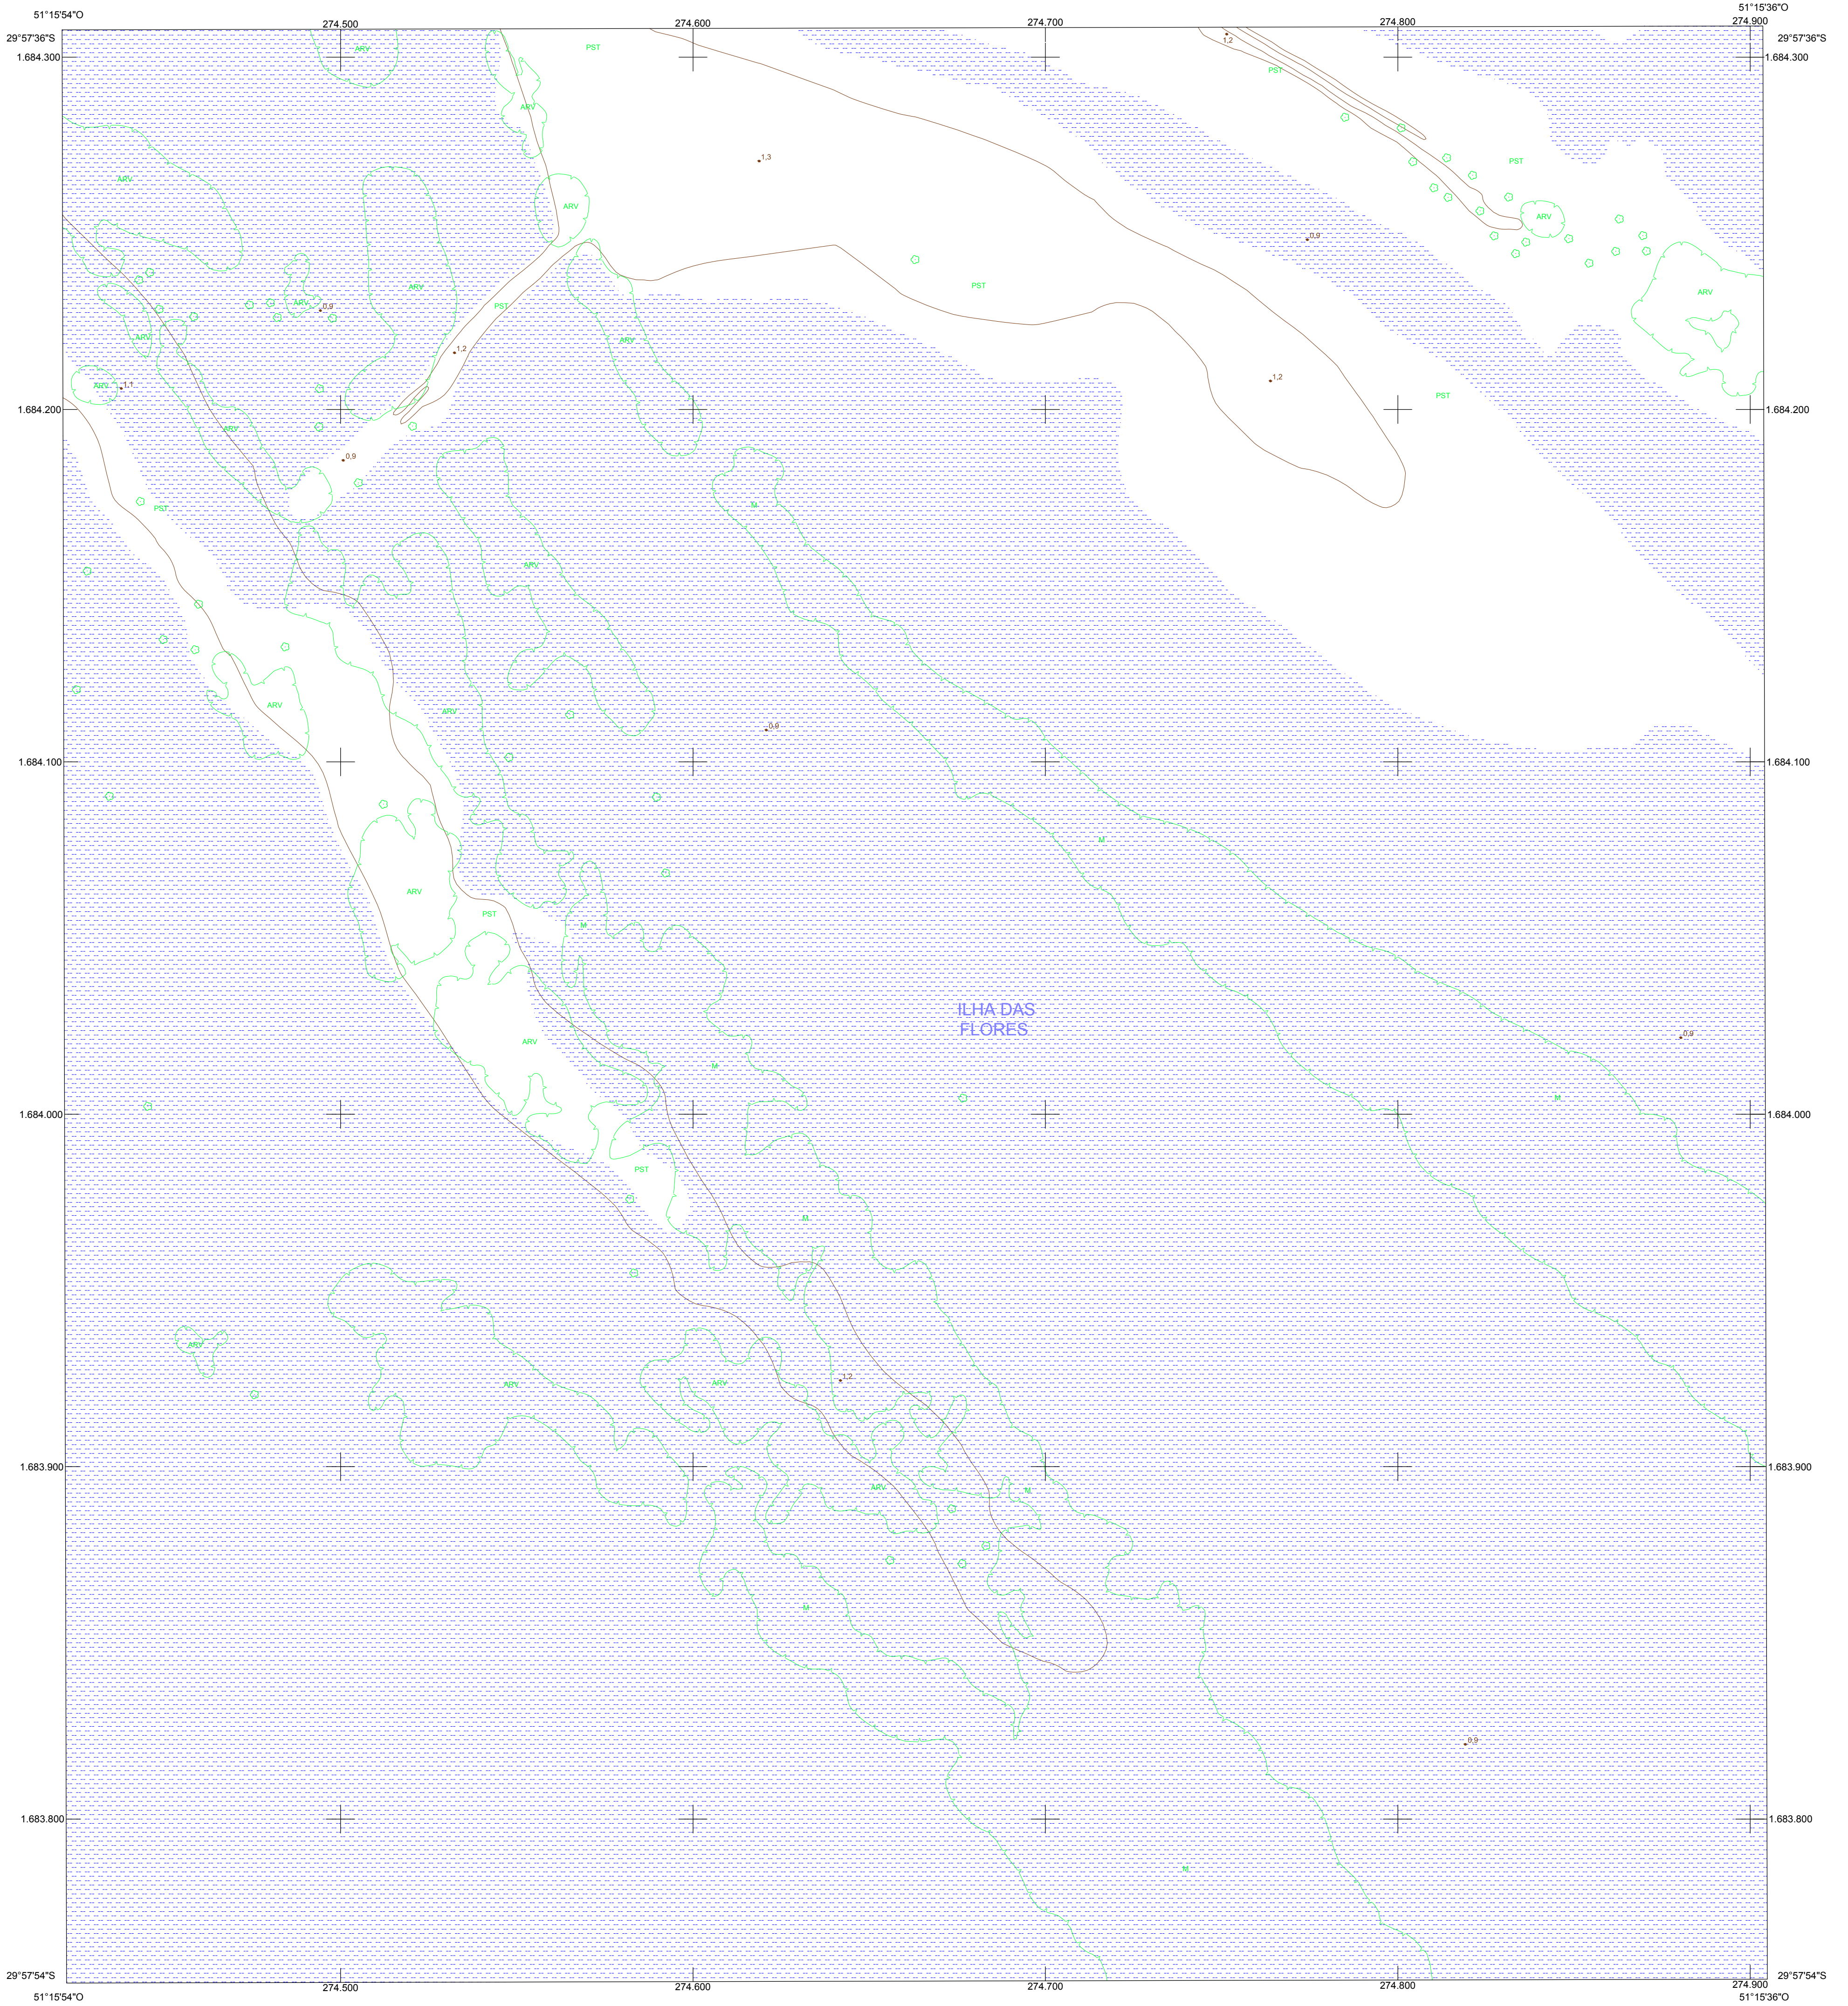 51°15'54"O
51°15'36"O
274.500
274.600
274.700
274.800
274.900
29°57'36"S
29°57'36"S
1.684.300
1.684.300
ARV
PST
1,2
PST
ARV
1,3
PST
ARV
ARV
ARV
0,9
PST
ARV
ARV
0,9
PST
ARV
ARV
ARV
1,2
ARV
ARV
1,1
1,2
PST
1.684.200
1.684.200
ARV
0,9
M
PST
ARV
ARV
ARV
0,9
1.684.100
1.684.100
M
ARV
PST
M
ILHA DAS
FLORES
0,9
ARV
M
M
1.684.000
1.684.000
PST
M
ARV
1,2
ARV
ARV
1.683.900
1.683.900
ARV
M
M
0,9
1.683.800
1.683.800
M
29°57'54"S
29°57'54"S
274.500
274.600
274.700
274.800
274.900
51°15'54"O
51°15'36"O